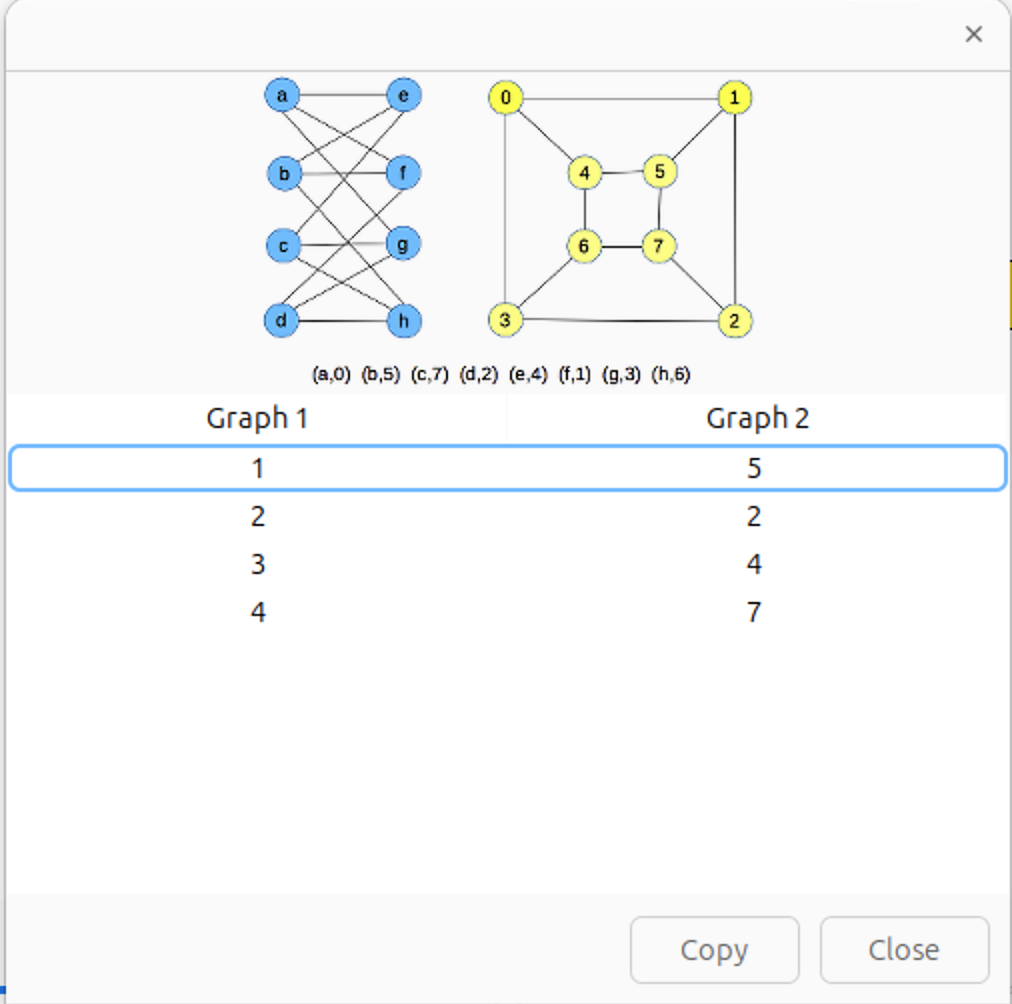 a e 0 1
b f 4 5
c g 6 7
d h 3 2
(a,0) (b,5) (c,7) (d,2) (e,4) (f,1) (g,3) (h,6)
Graph 1 Graph 2
1 5
2 2
3 4
4 7
Copy Close